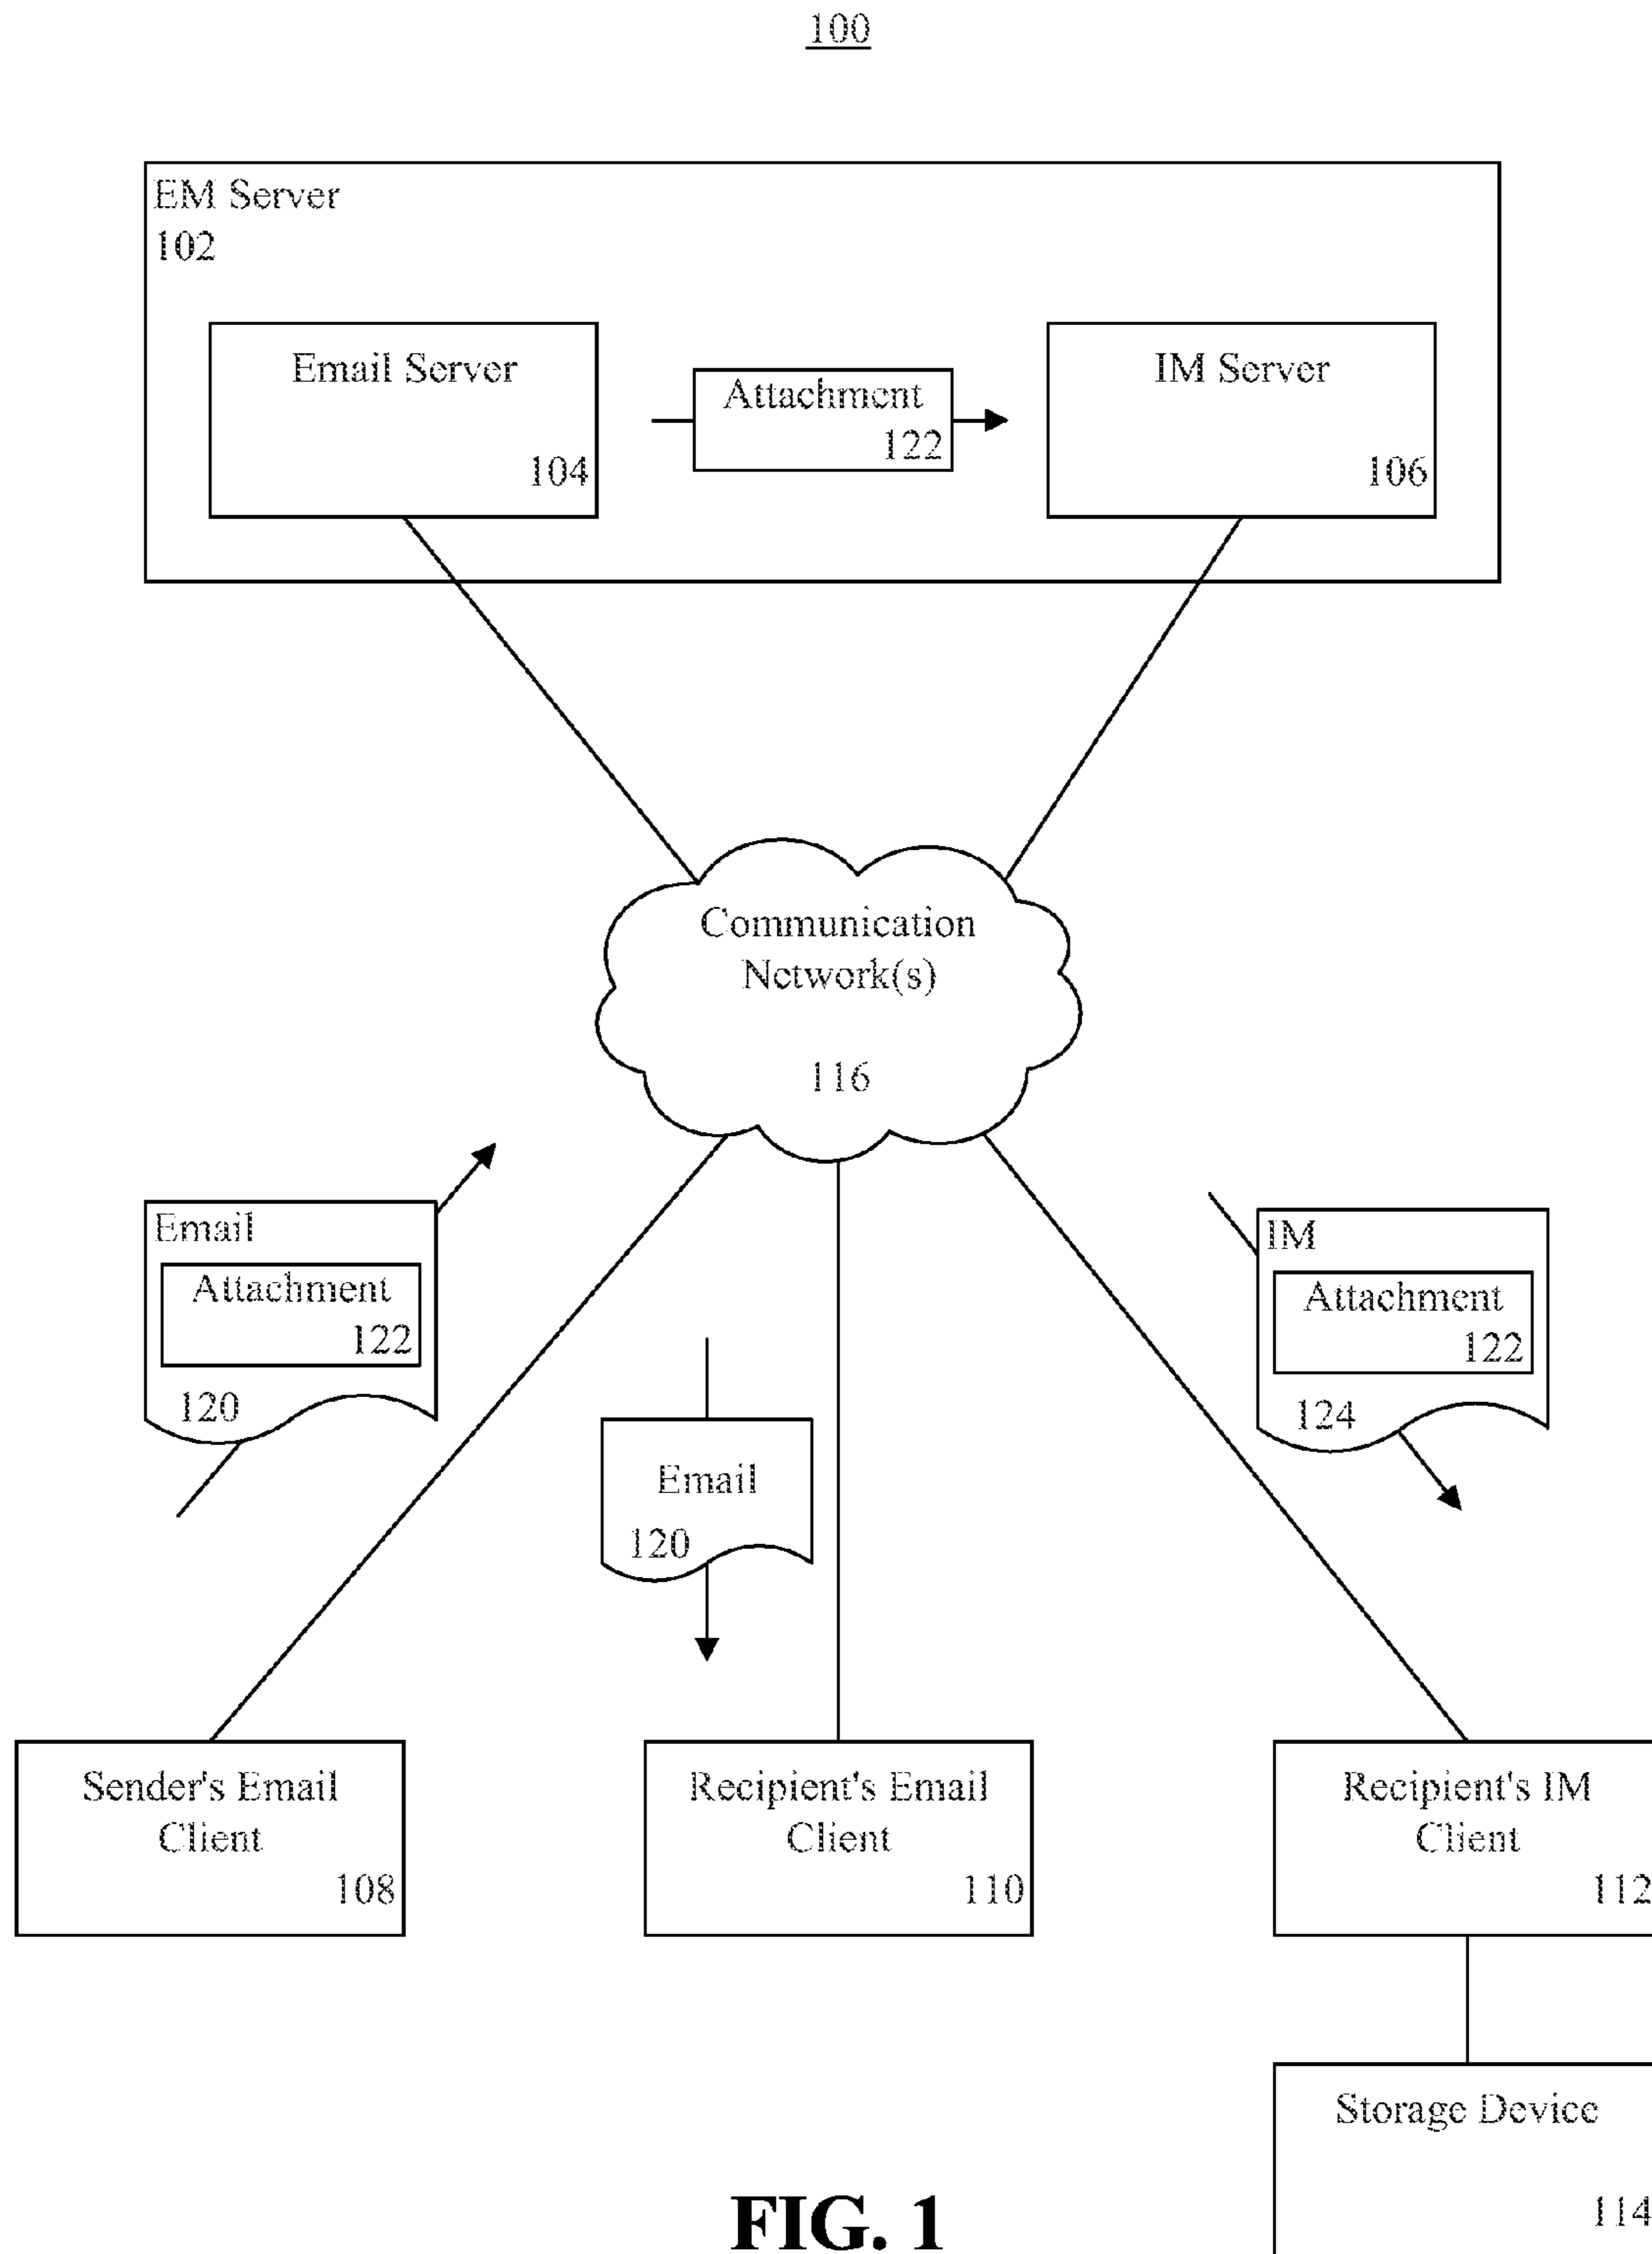 100
EM Server
102
Email Server
104
Attachment
122
IM Server
106
Communication
Network(s)
116
Email
Attachment
122
120
Email
120
IM
Attachment
122
124
Sender's Email
Client
108
Recipient's Email
Client
110
Recipient's IM
Client
112
Storage Device
114
FIG. 1